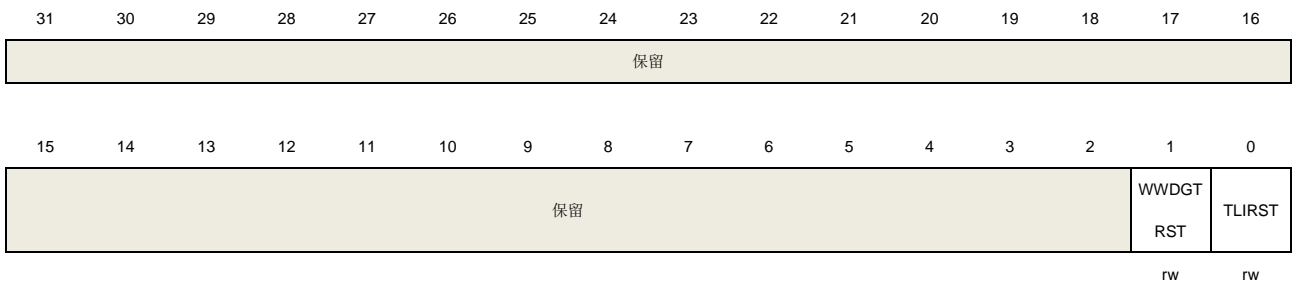 31 30 29 28 27 26 25 24 23 22 21 20 19 18 17 16
保留
15 14 13 12 11 10 9 8 7 6 5 4 3 2 1 0
保留
WWDGT
RST
TLIRST
rw rw